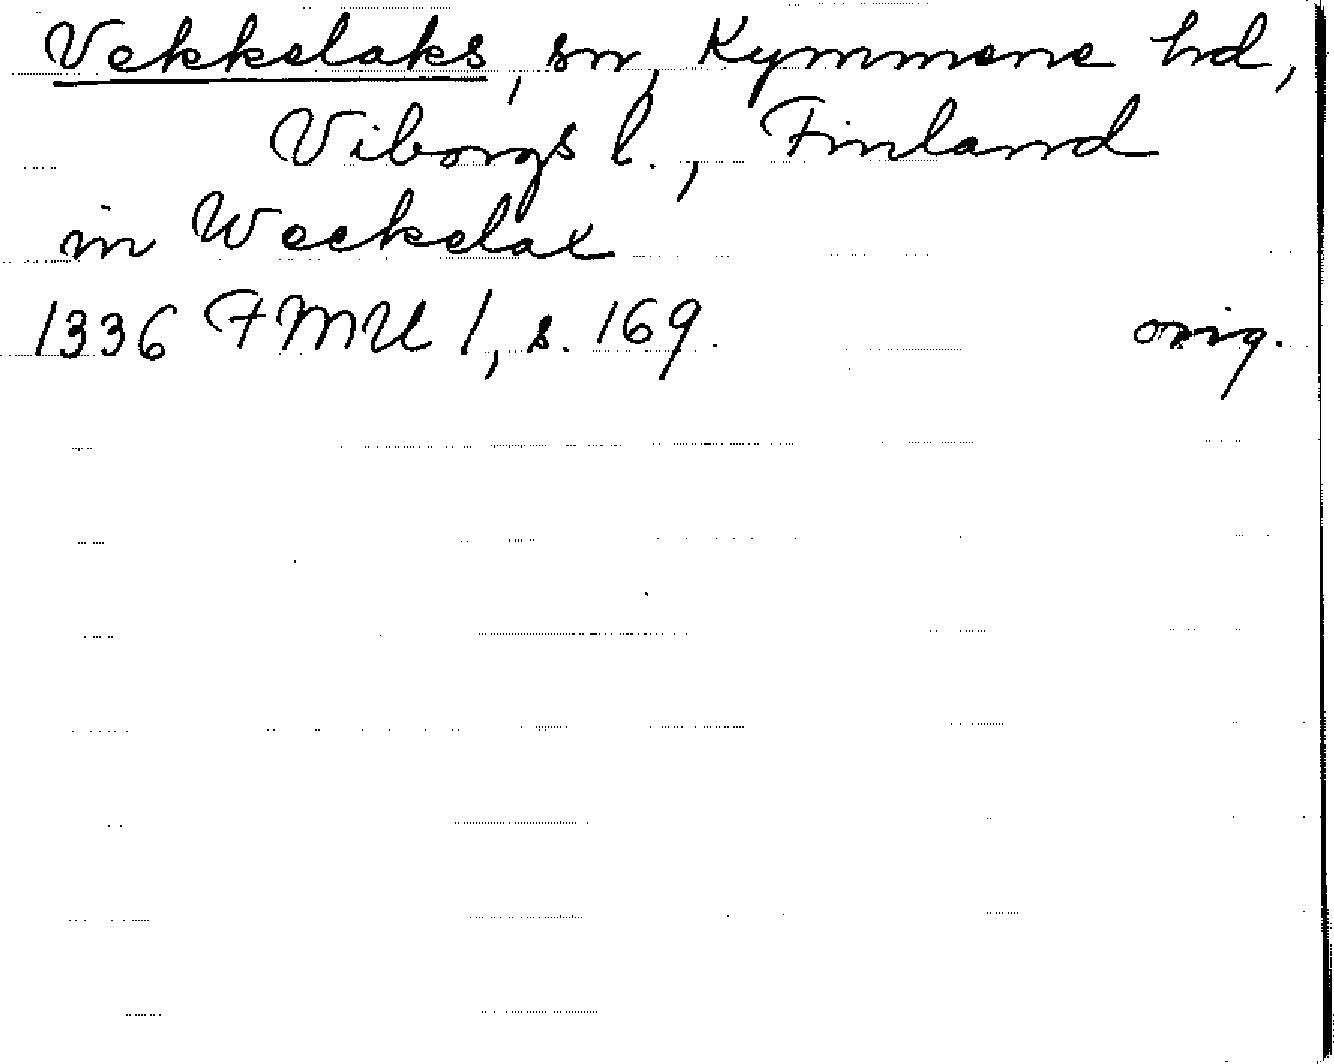 Vekkelaks, sn, Kymmene hd,
Viborgs l., Finland
in Weckelax
1336 FMU 1, s. 169. orig.